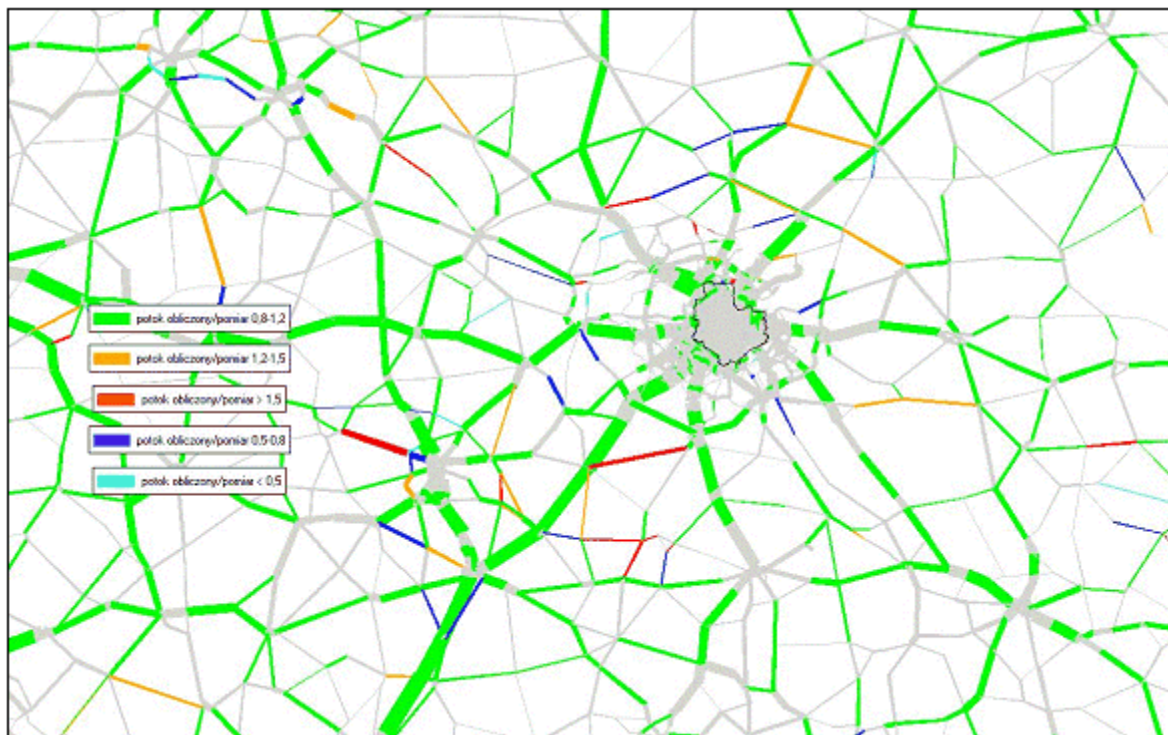 potok obliczony/pomiar 0,8-1,2
potok obliczony/pomiar 1,2-1,5
potok obliczony/pomiar > 1,5
potok obliczony/pomiar 0,5-0,8
potok obliczony/pomiar < 0,5